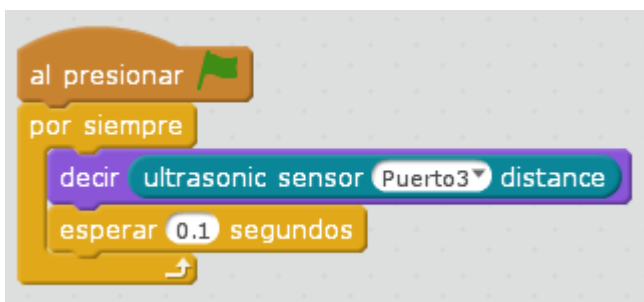 al presionar
por siempre
decir ultrasonic sensor Puerto3 distance
esperar 0.1 segundos